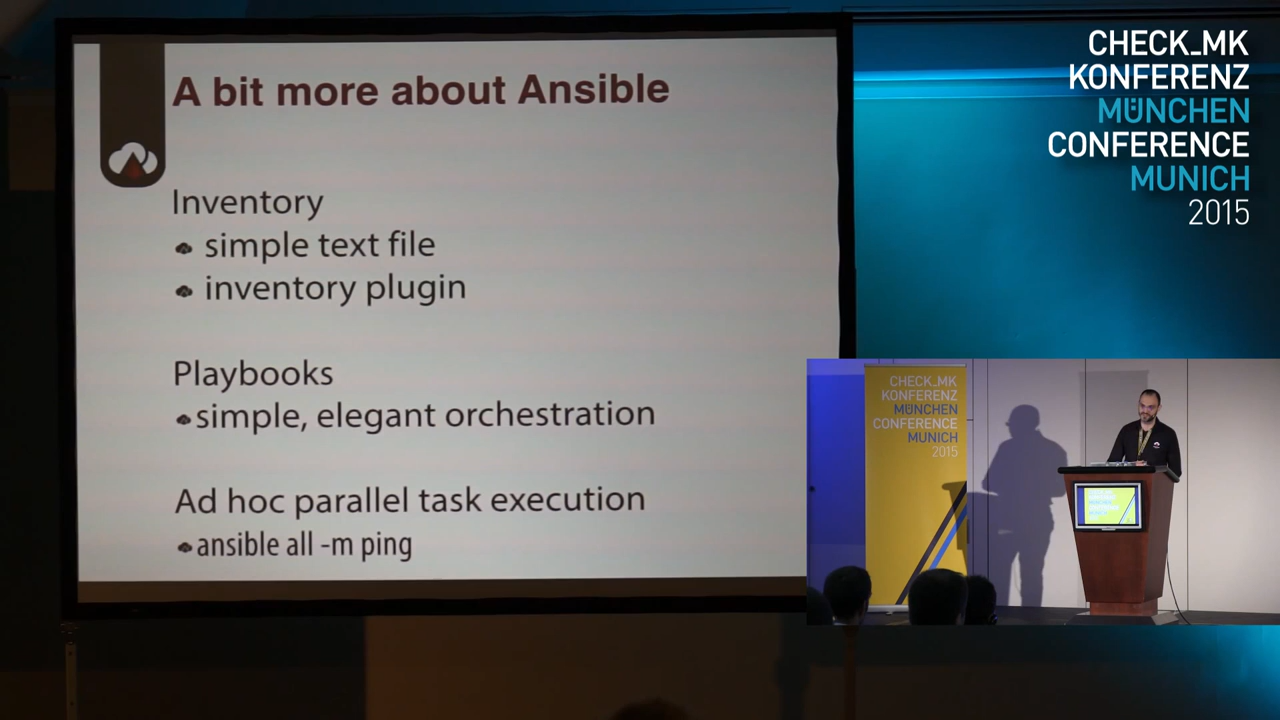 A bit more about Ansible
Inventory
simple text file
inventory plugin
Playbooks
simple, elegant orchestration
Ad hoc parallel task execution
ansible all -m ping
CHECK_MK
KONFERENZ
MÜNCHEN
CONFERENCE
MUNICH
2015
CHECK_MK
KONFERENZ
MÜNCHEN
CONFERENCE
MUNICH
2015